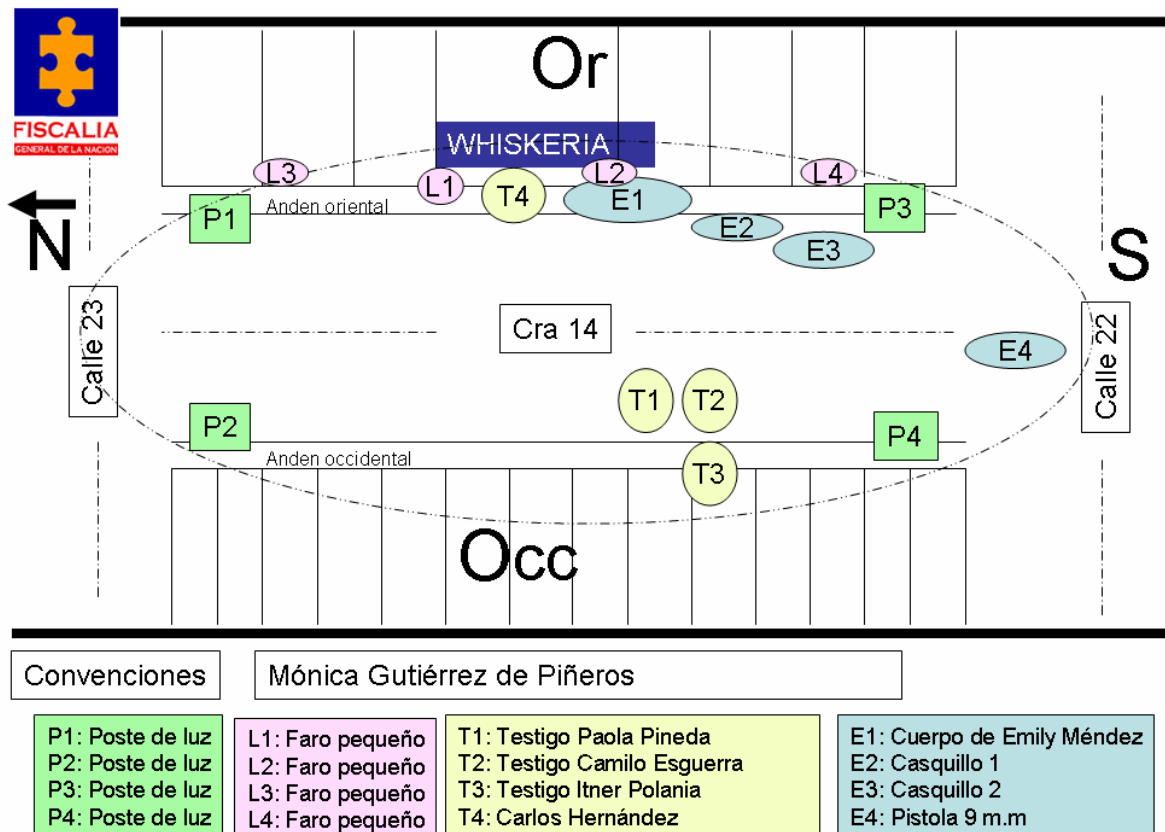 FISCALIA
GENERAL DE LA NACION
Or
WHISKERIA
L3
L1
T4
L2
L4
E1
P1
Anden oriental
P3
E2
E3
N
S
Calle 23
Cra 14
E4
Calle 22
T1
T2
P2
P4
Anden occidental
T3
Occ
Convenciones
Mónica Gutiérrez de Piñeros
P1: Poste de luz
P2: Poste de luz
P3: Poste de luz
P4: Poste de luz
L1: Faro pequeño
L2: Faro pequeño
L3: Faro pequeño
L4: Faro pequeño
T1: Testigo Paola Pineda
T2: Testigo Camilo Esguerra
T3: Testigo Itner Polania
T4: Carlos Hernández
E1: Cuerpo de Emily Méndez
E2: Casquillo 1
E3: Casquillo 2
E4: Pistola 9 m.m